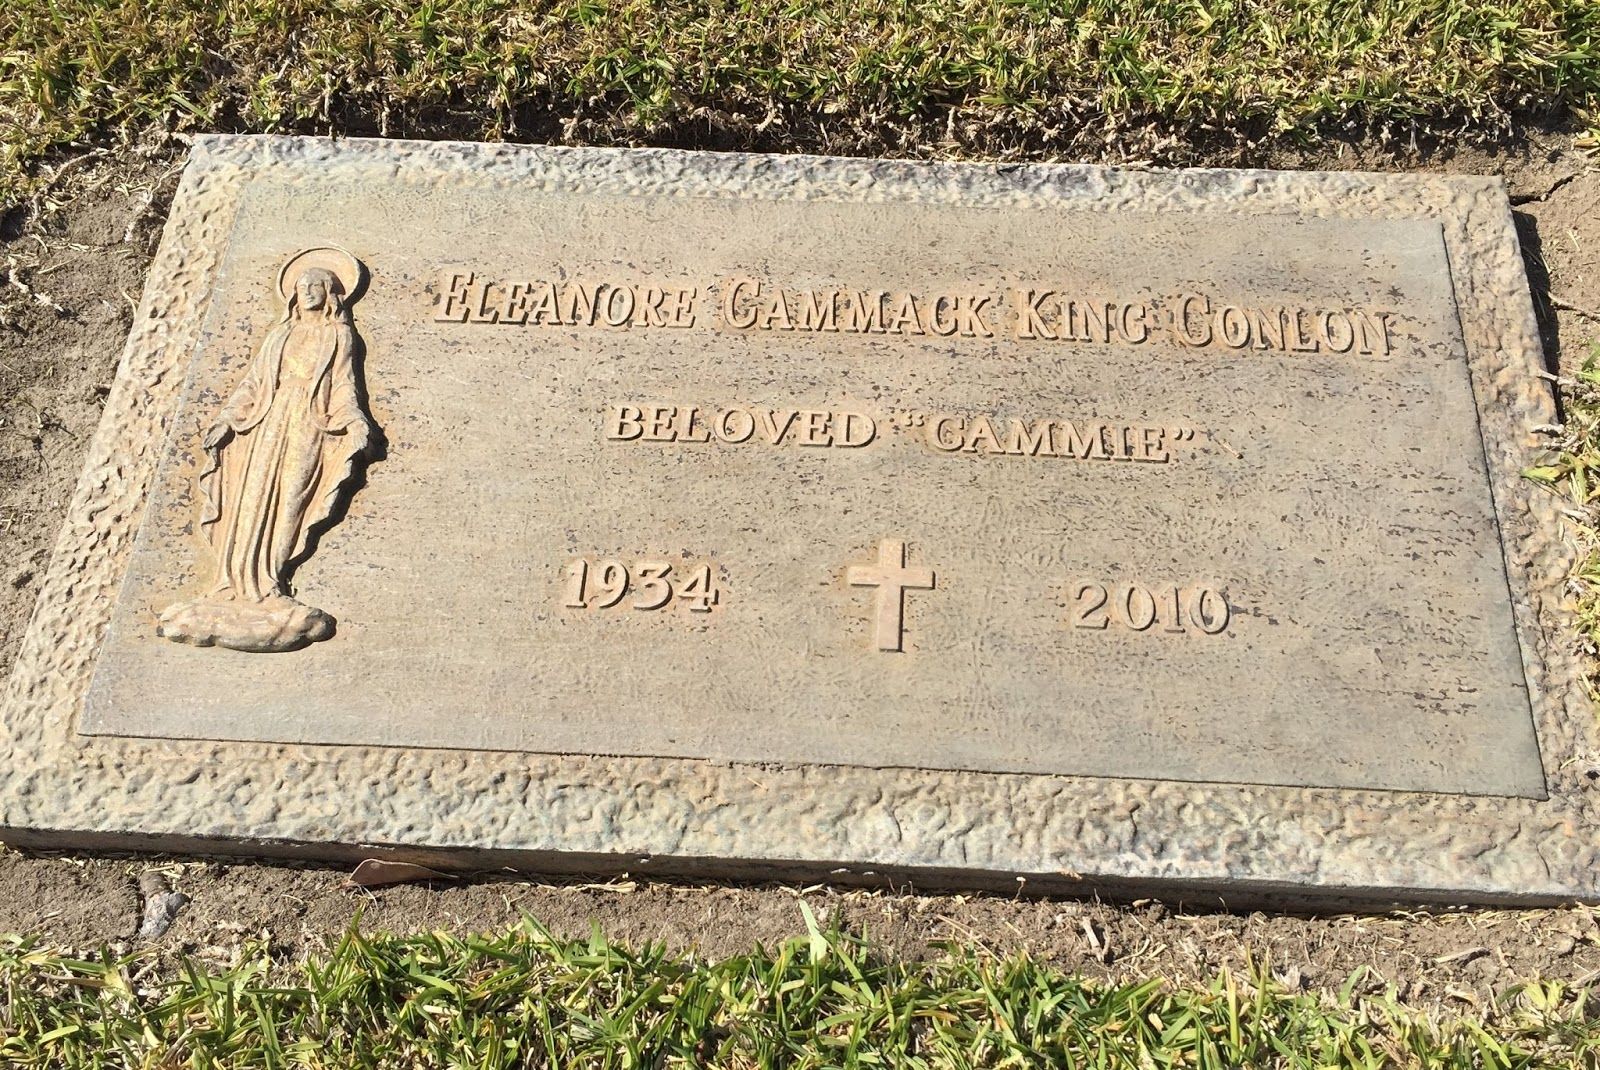 ELEANORE CAMMACK KING CONLON
BELOVED "CAMMIE"
1934 2010